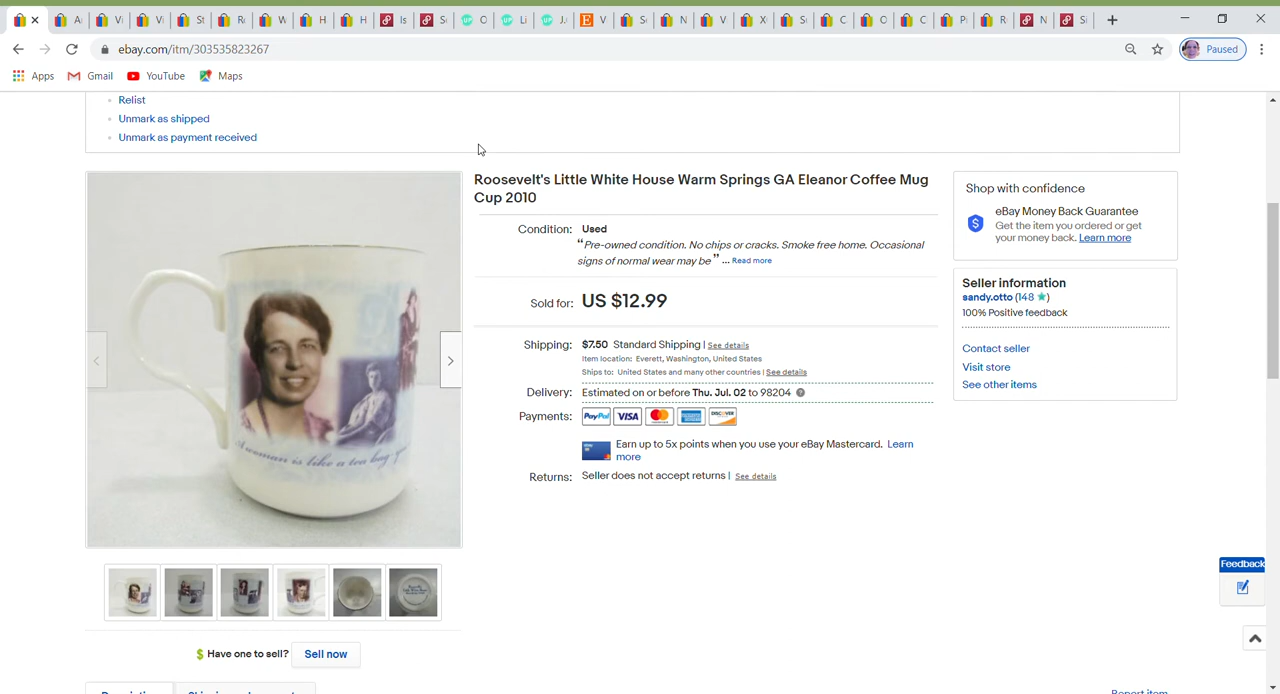 ebay.com/itm/303535823267
Paused
Apps
Gmail
YouTube
Maps
Relist
Unmark as shipped
Unmark as payment received
Roosevelt's Little White House Warm Springs GA Eleanor Coffee Mug
Cup 2010
Condition: Used
“Pre-owned condition. No chips or cracks. Smoke free home. Occasional
signs of normal wear may be” ... Read more
Sold for: US $12.99
Shipping: $7.50 Standard Shipping | See details
Item location: Everett, Washington, United States
Ships to: United States and many other countries | See details
Delivery: Estimated on or before Thu. Jul. 02 to 98204
Payments: PayPal VISA DISCOVER
Earn up to 5x points when you use your eBay Mastercard. Learn
more
Returns: Seller does not accept returns | See details
Shop with confidence
eBay Money Back Guarantee
Get the item you ordered or get
your money back. Learn more
Seller information
sandy.otto (148)
100% Positive feedback
Contact seller
Visit store
See other items
A woman is like a tea bag
Feedback
$ Have one to sell? Sell now
Report item